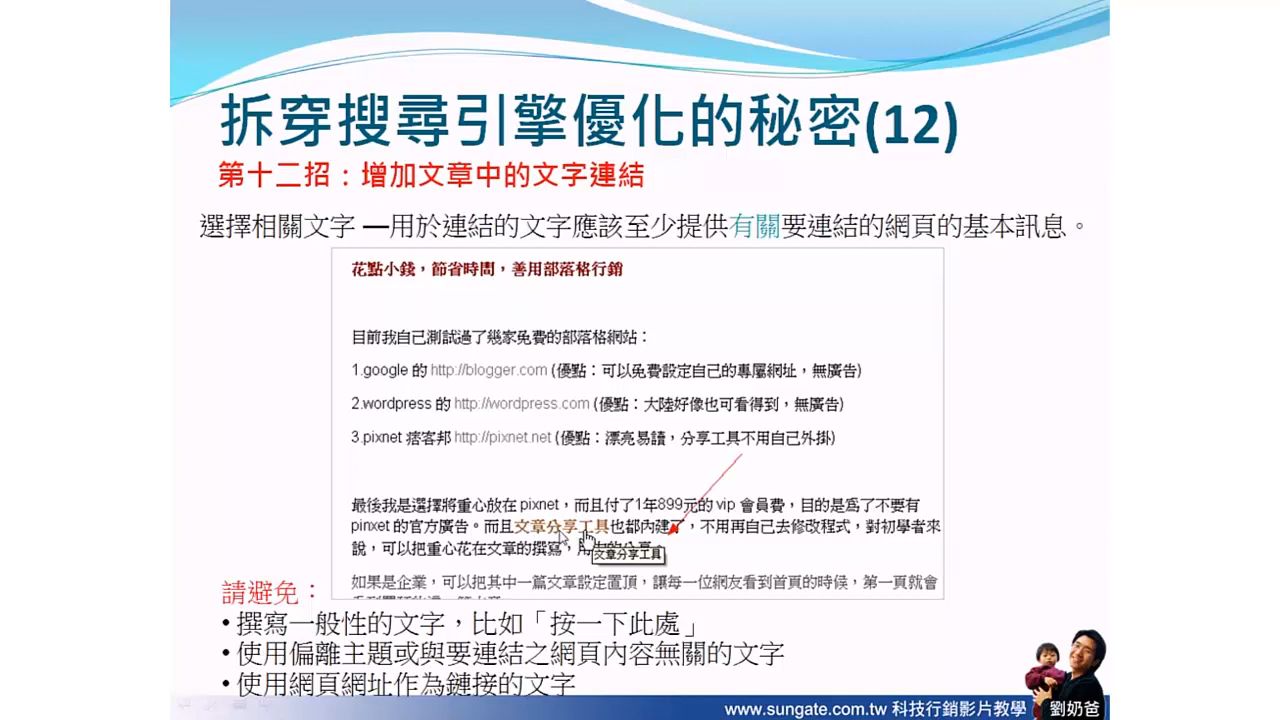 拆穿搜尋引擎優化的秘密(12)
第十二招：增加文章中的文字連結
選擇相關文字 —用於連結的文字應該至少提供有關要連結的網頁的基本訊息。
花點小錢，節省時間，善用部落格行銷
目前我自己測試過了幾家免費的部落格網站：
1.google 的 http://blogger.com (優點：可以免費設定自己的專屬網址，無廣告)
2.wordpress 的 http://wordpress.com (優點：大陸好像也可看得到，無廣告)
3.pixnet 痞客邦 http://pixnet.net (優點：漂亮易讀，分享工具不用自己外掛)
最後我是選擇將重心放在 pixnet，而且付了1年899元的 vip 會員費，目的是為了不要有
pinxet 的官方廣告。而且文章分享工具也都內建了，不用再自己去修改程式，對初學者來
說，可以把重心花在文章的撰寫，
文章分享工具
如果是企業，可以把其中一篇文章設定置頂，讓每一位網友看到首頁的時候，第一頁就會
請避免：
• 撰寫一般性的文字，比如「按一下此處」
• 使用偏離主題或與要連結之網頁內容無關的文字
• 使用網頁網址作為鏈接的文字
www.sungate.com.tw 科技行銷影片教學
劉奶爸